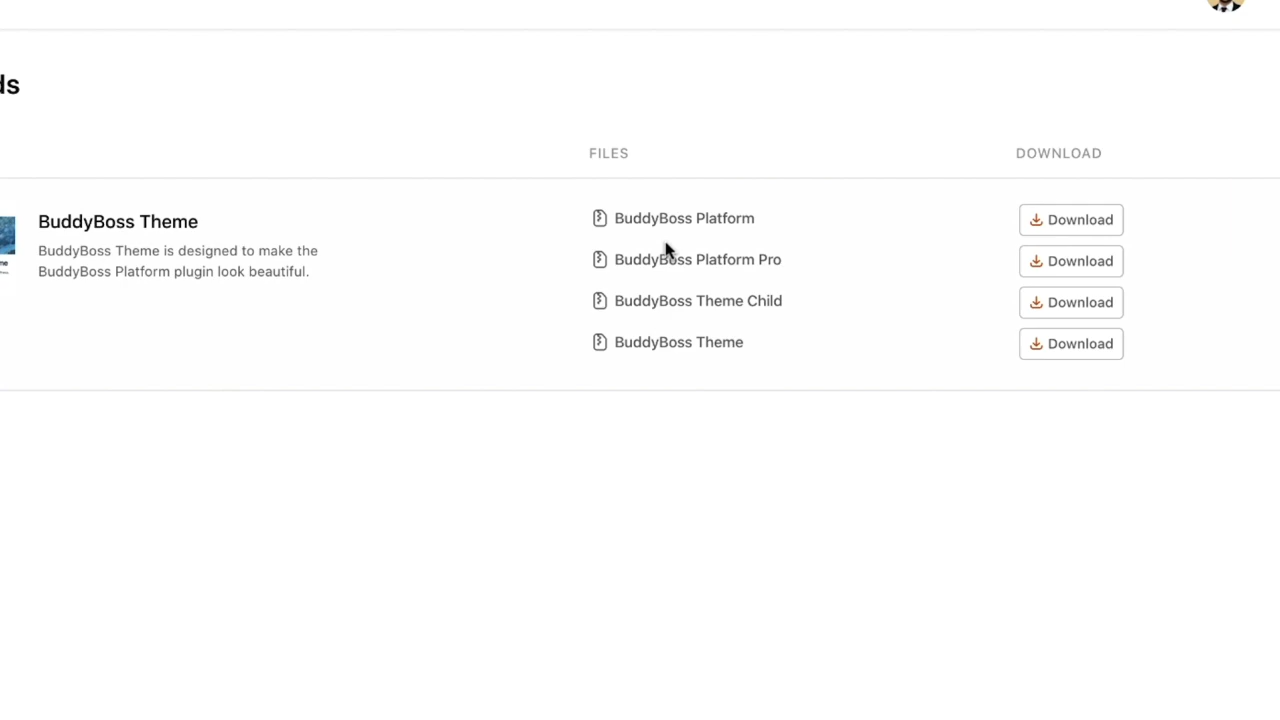 ds
FILES
DOWNLOAD
BuddyBoss Theme
BuddyBoss Theme is designed to make the
BuddyBoss Platform plugin look beautiful.
BuddyBoss Platform
Download
BuddyBoss Platform Pro
Download
BuddyBoss Theme Child
Download
BuddyBoss Theme
Download